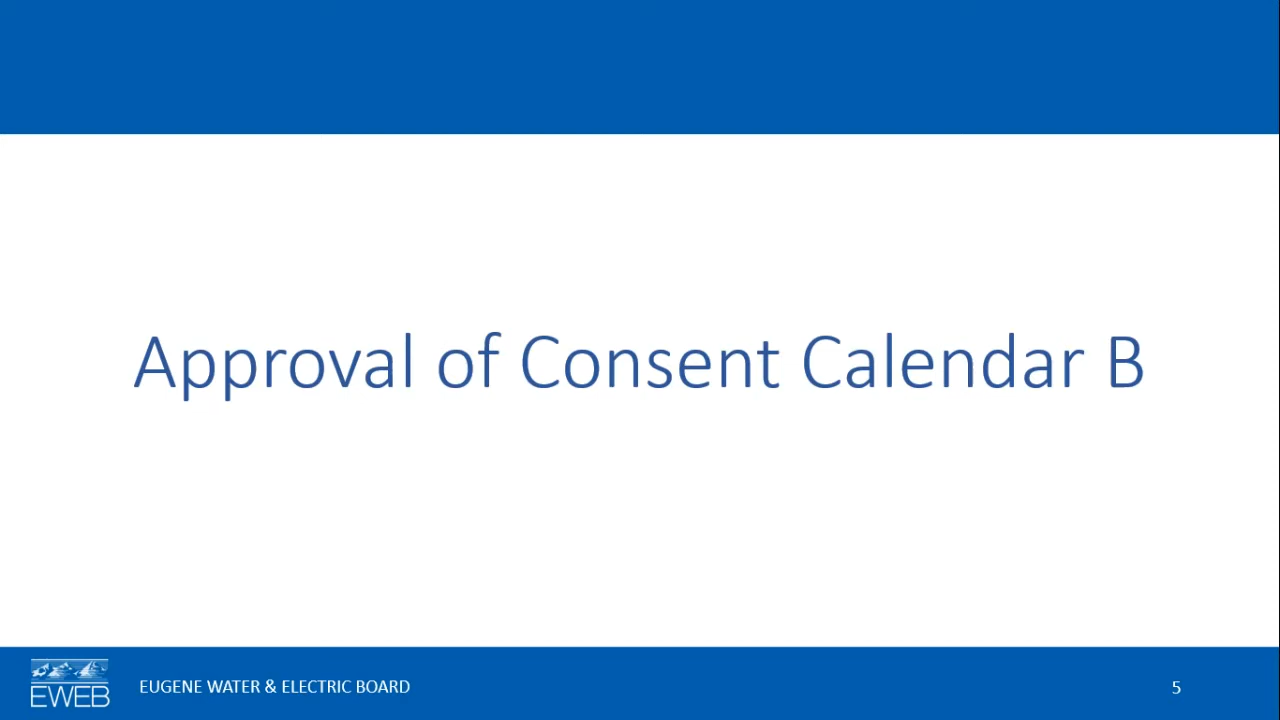 Approval of Consent Calendar B
EWEB
EUGENE WATER & ELECTRIC BOARD
5